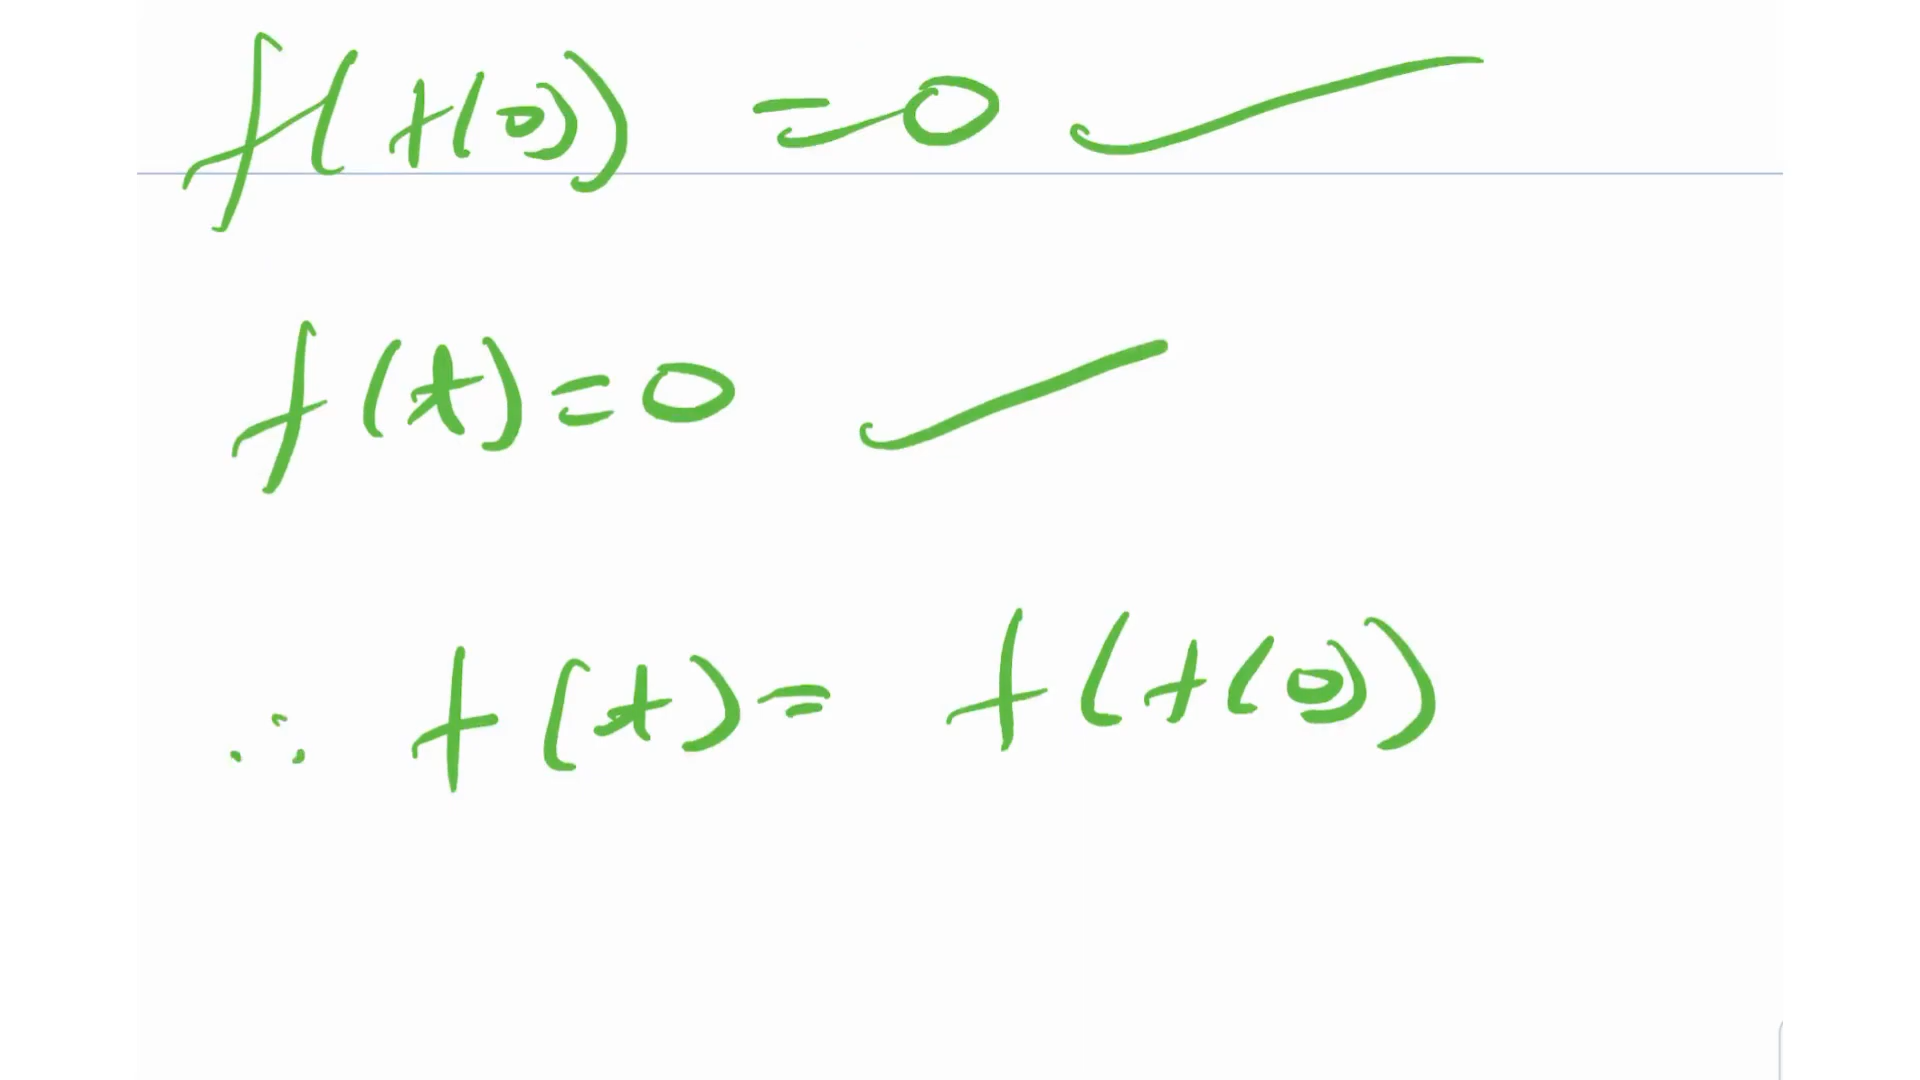 f(f(0)) = 0
f(t) = 0
∴ f(t) = f(f(0))